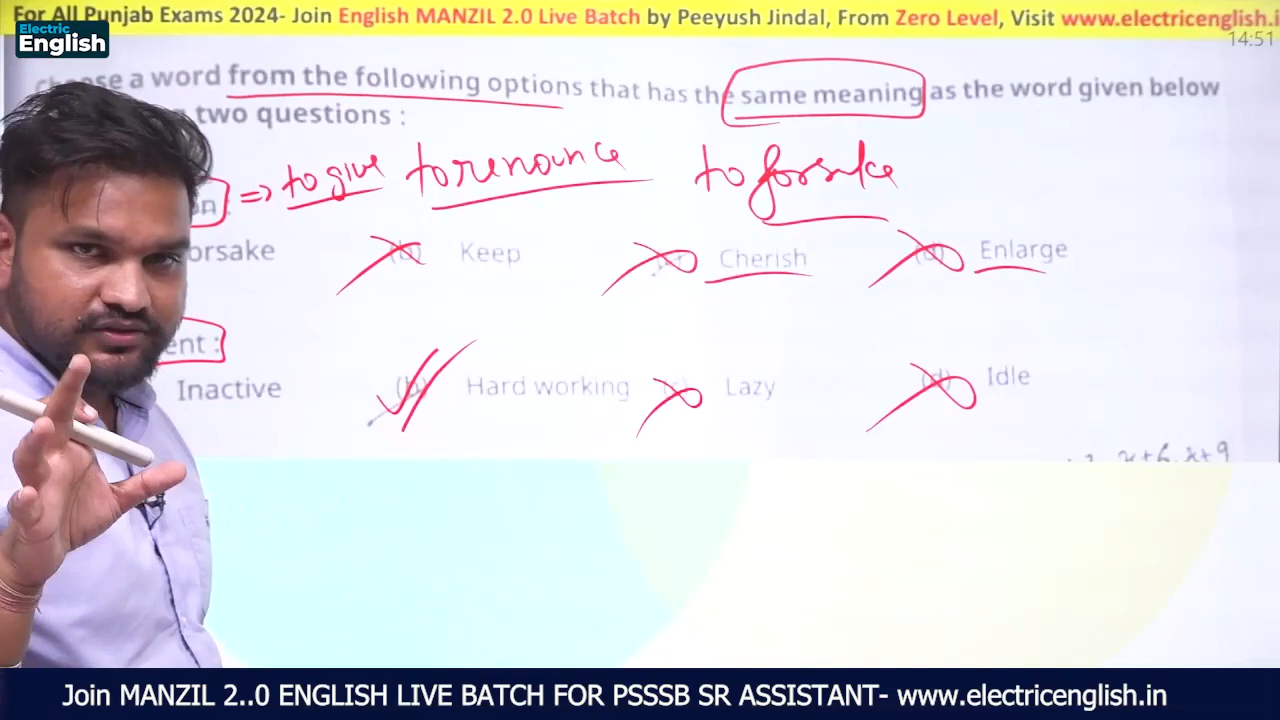 For All Punjab Exams 2024- Join English MANZIL 2.0 Live Batch by Peeyush Jindal, From Zero Level, Visit www.electricenglish.i
Electric
English
14:51
a word from the following options that has the same meaning as the word given below
two questions :
=> to give to renounce to forsake
orsake (b) Keep Cherish (d) Enlarge
ent :
Inactive (b) Hard working Lazy (d) Idle
x+6, x+9
Join MANZIL 2..0 ENGLISH LIVE BATCH FOR PSSSB SR ASSISTANT- www.electricenglish.in